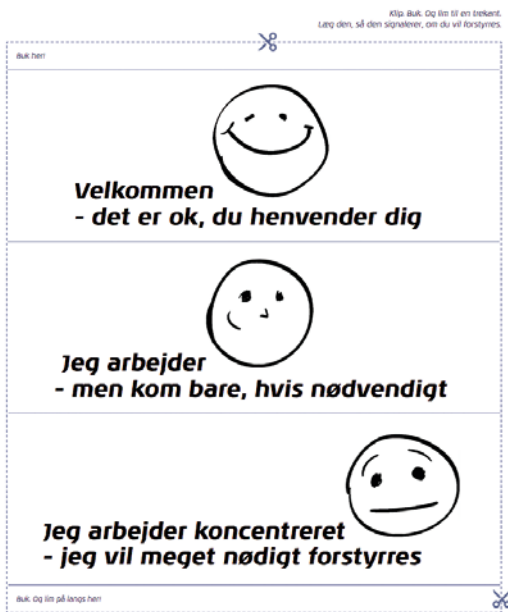 Klip. Buk. Og lim til en trekant.
Læg den, så den signalerer, om du vil forstyrres.
Buk her!
Velkommen
- det er ok, du henvender dig
Jeg arbejder
- men kom bare, hvis nødvendigt
Jeg arbejder koncentreret
- jeg vil meget nødigt forstyrres
Buk. Og lim på langs her!